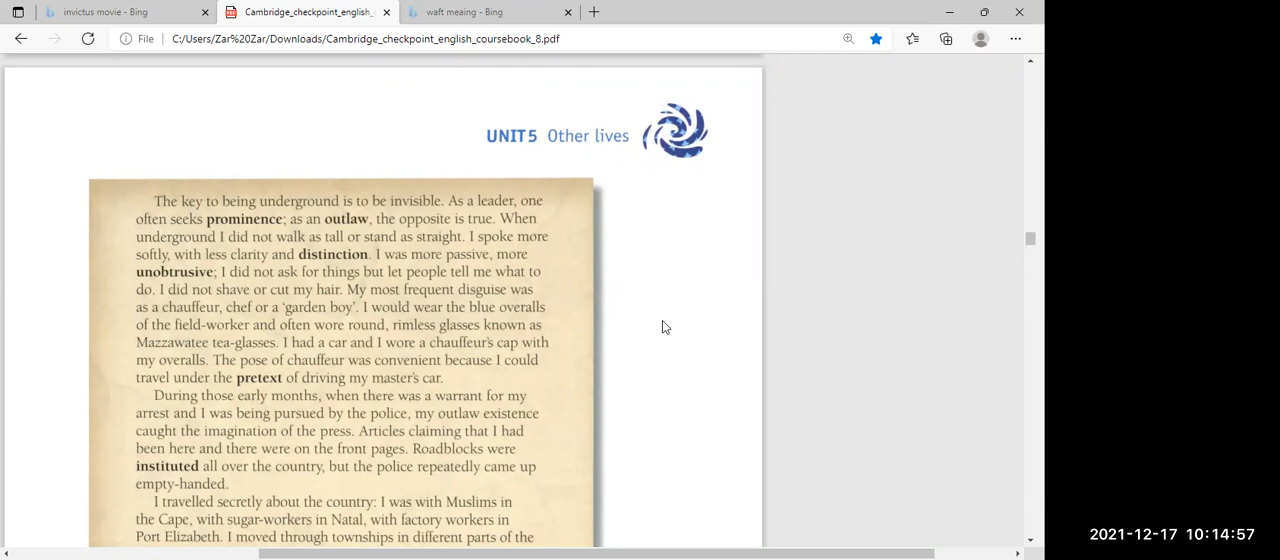 invictus movie - Bing
Cambridge_checkpoint_english_
waft meaing - Bing
File
C:/Users/Zar%20Zar/Downloads/Cambridge_checkpoint_english_coursebook_8.pdf
UNIT 5 Other lives
The key to being underground is to be invisible. As a leader, one
often seeks prominence; as an outlaw, the opposite is true. When
underground I did not walk as tall or stand as straight. I spoke more
softly, with less clarity and distinction. I was more passive, more
unobtrusive; I did not ask for things but let people tell me what to
do. I did not shave or cut my hair. My most frequent disguise was
as a chauffeur, chef or a ‘garden boy’. I would wear the blue overalls
of the field-worker and often wore round, rimless glasses known as
Mazzawatee tea-glasses. I had a car and I wore a chauffeur's cap with
my overalls. The pose of chauffeur was convenient because I could
travel under the pretext of driving my master's car.
During those early months, when there was a warrant for my
arrest and I was being pursued by the police, my outlaw existence
caught the imagination of the press. Articles claiming that I had
been here and there were on the front pages. Roadblocks were
instituted all over the country, but the police repeatedly came up
empty-handed.
I travelled secretly about the country: I was with Muslims in
the Cape, with sugar-workers in Natal, with factory workers in
Port Elizabeth. I moved through townships in different parts of the
2021-12-17 10:14:57